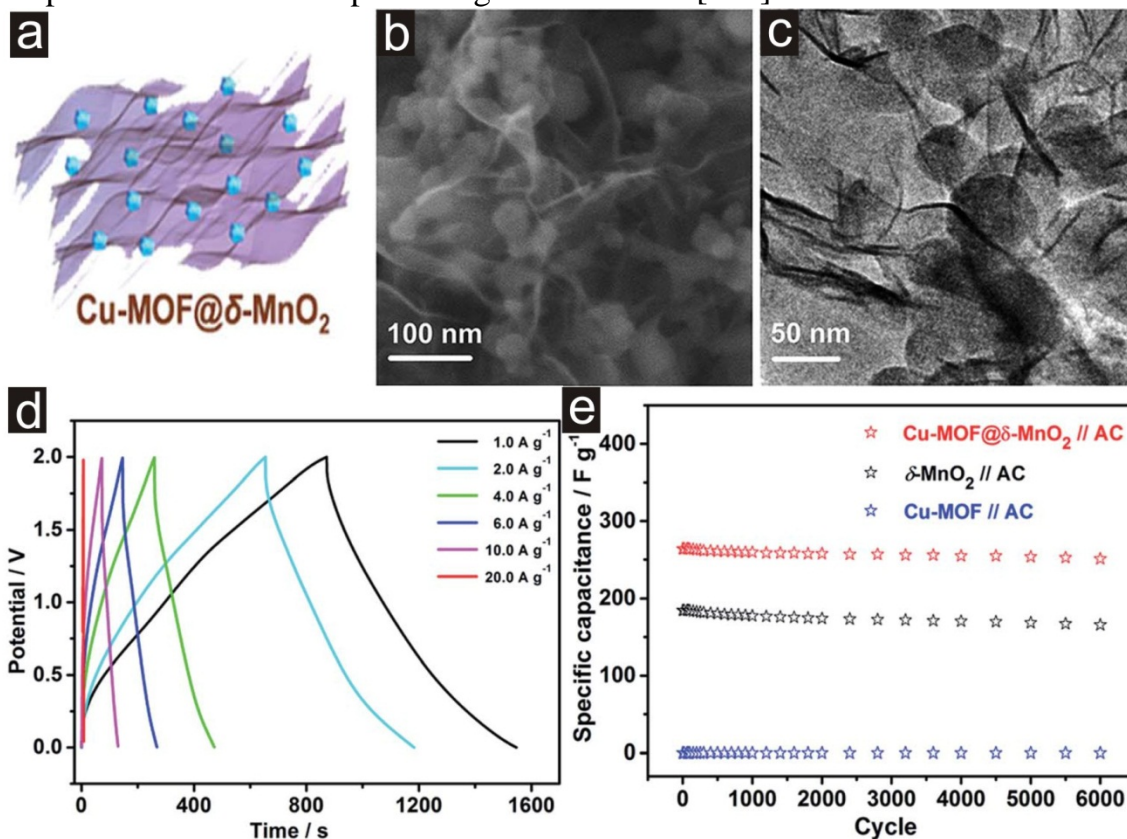 a
b
c
Cu-MOF@δ-MnO₂
100 nm
50 nm
d
1.0 A g⁻¹
2.0 A g⁻¹
4.0 A g⁻¹
6.0 A g⁻¹
10.0 A g⁻¹
20.0 A g⁻¹
2.0
1.5
1.0
0.5
0.0
Potential / V
0 400 800 1200 1600
Time / s
e
Cu-MOF@δ-MnO₂ // AC
δ-MnO₂ // AC
Cu-MOF // AC
400
300
200
100
0
Specific capacitance / F g⁻¹
0 1000 2000 3000 4000 5000 6000
Cycle